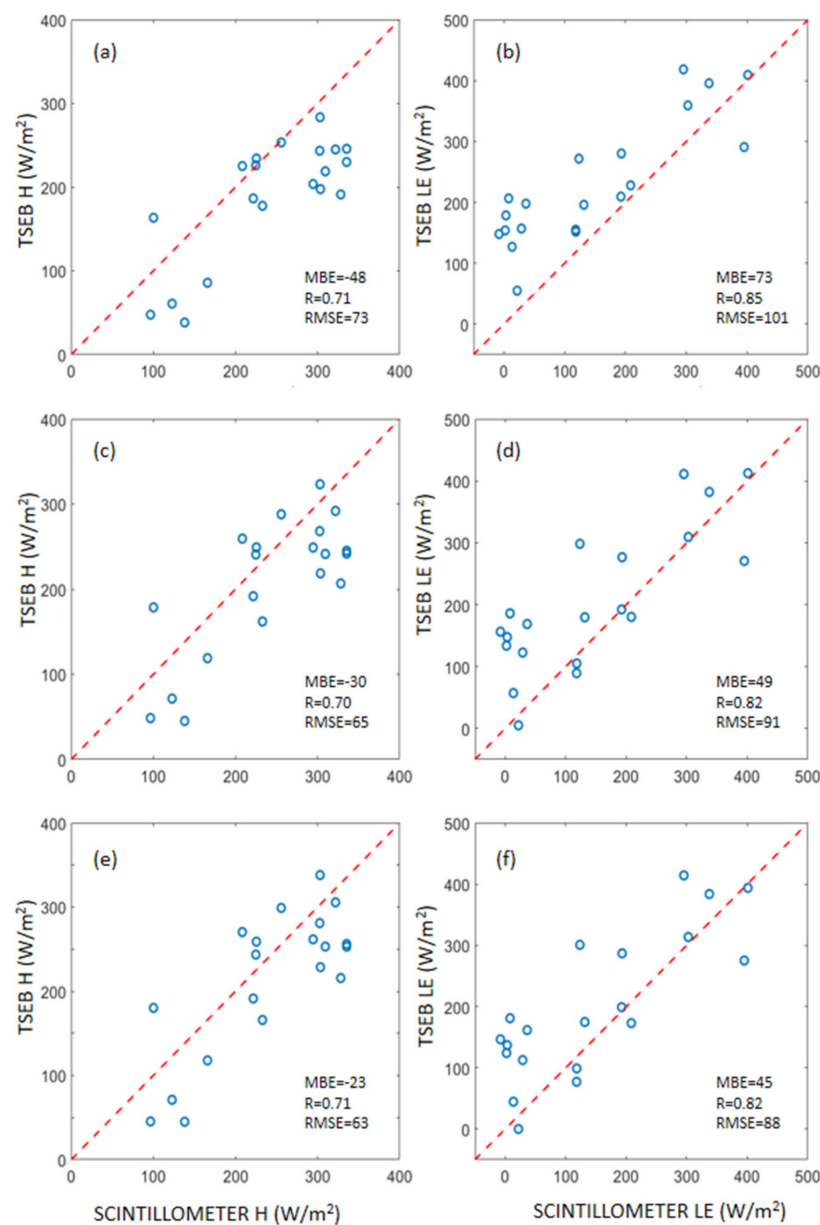 400
300
200
100
0
TSEB H (W/m²)
(a)
MBE=-48
R=0.71
RMSE=73
0 100 200 300 400
500
400
300
200
100
0
TSEB LE (W/m²)
(b)
MBE=73
R=0.85
RMSE=101
0 100 200 300 400 500
400
300
200
100
0
TSEB H (W/m²)
(c)
MBE=-30
R=0.70
RMSE=65
0 100 200 300 400
500
400
300
200
100
0
TSEB LE (W/m²)
(d)
MBE=49
R=0.82
RMSE=91
0 100 200 300 400 500
400
300
200
100
0
TSEB H (W/m²)
(e)
MBE=-23
R=0.71
RMSE=63
0 100 200 300 400
SCINTILLOMETER H (W/m²)
500
400
300
200
100
0
TSEB LE (W/m²)
(f)
MBE=45
R=0.82
RMSE=88
0 100 200 300 400 500
SCINTILLOMETER LE (W/m²)